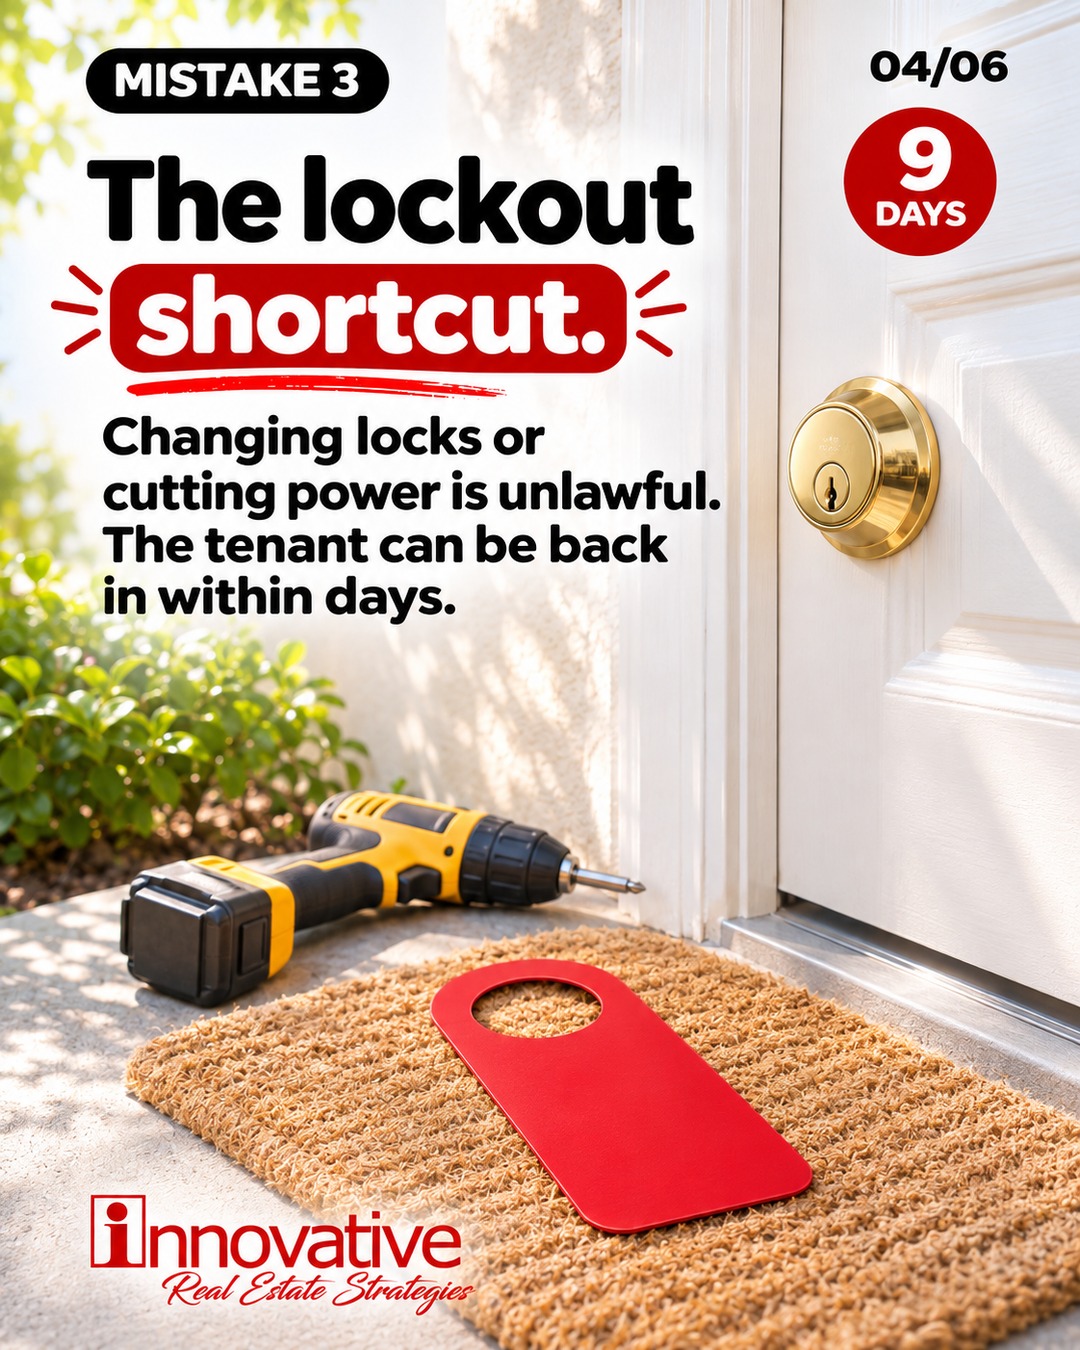 MISTAKE 3
04/06
9
DAYS
The lockout
shortcut.
Changing locks or
cutting power is unlawful.
The tenant can be back
in within days.
innovative
Real Estate Strategies